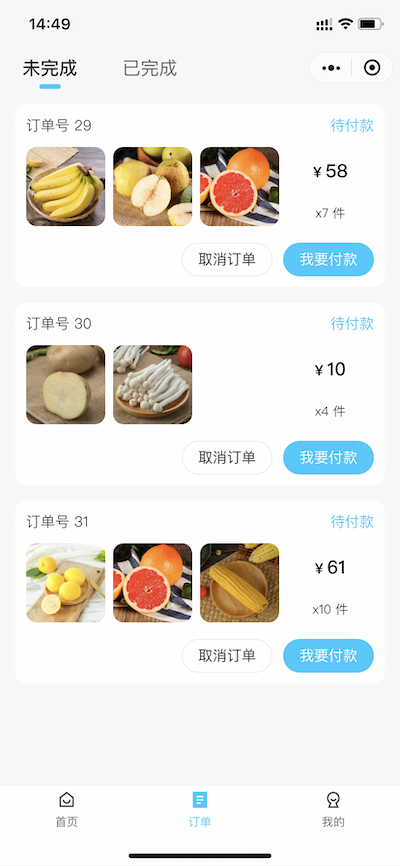 14:49
未完成 已完成
订单号 29 待付款
¥ 58
x7 件
取消订单 我要付款
订单号 30 待付款
¥ 10
x4 件
取消订单 我要付款
订单号 31 待付款
¥ 61
x10 件
取消订单 我要付款
首页 订单 我的